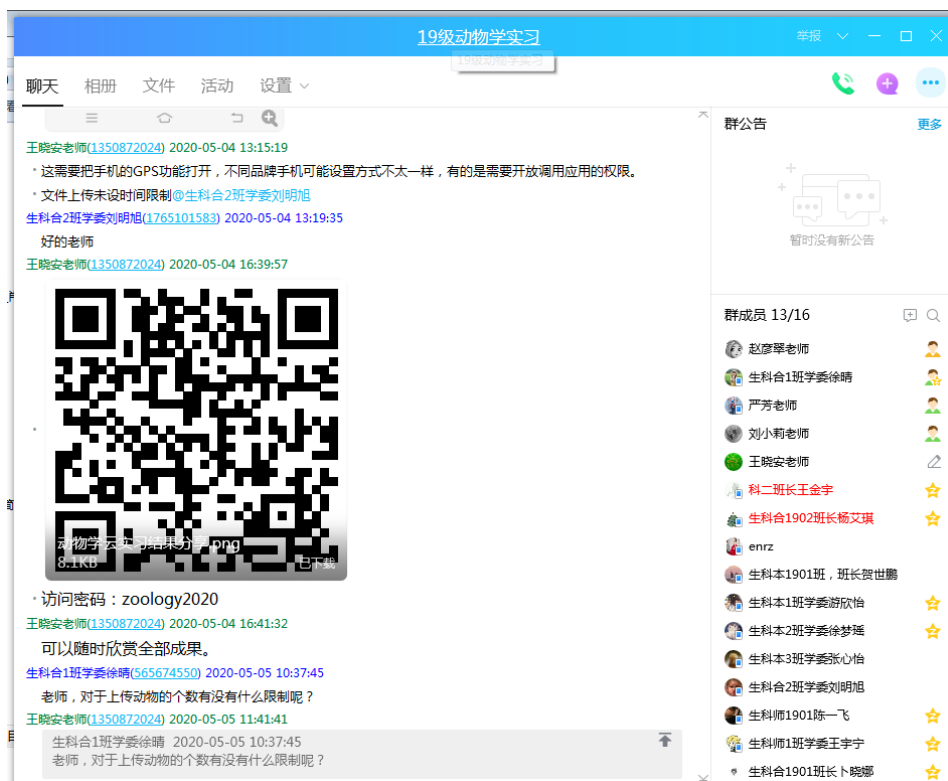 19级动物学实习
举报
19级动物学实习
聊天 相册 文件 活动 设置
王晓安老师(1350872024) 2020-05-04 13:15:19
这需要把手机的GPS功能打开，不同品牌手机可能设置方式不太一样，有的是需要开放调用应用的权限。
文件上传未设时间限制@生科合2班学委刘明旭
生科合2班学委刘明旭(1765101583) 2020-05-04 13:19:35
好的老师
王晓安老师(1350872024) 2020-05-04 16:39:57
动物学云实习结果分享.png
8.1KB 已下载
访问密码：zoology2020
王晓安老师(1350872024) 2020-05-04 16:41:32
可以随时欣赏全部成果。
生科合1班学委徐晴(565674550) 2020-05-05 10:37:45
老师，对于上传动物的个数有没有什么限制呢？
王晓安老师(1350872024) 2020-05-05 11:41:41
生科合1班学委徐晴 2020-05-05 10:37:45
老师，对于上传动物的个数有没有什么限制呢？
群公告 更多
暂时没有新公告
群成员 13/16
赵彦翠老师
生科合1班学委徐晴
严芳老师
刘小莉老师
王晓安老师
科二班长王金宇
生科合1902班长杨艾琪
enrz
生科本1901班，班长贺世鹏
生科本1班学委游欣怡
生科本2班学委徐梦瑶
生科本3班学委张心怡
生科合2班学委刘明旭
生科师1901陈一飞
生科师1班学委王宇宁
生科合1901班长卜晓娜